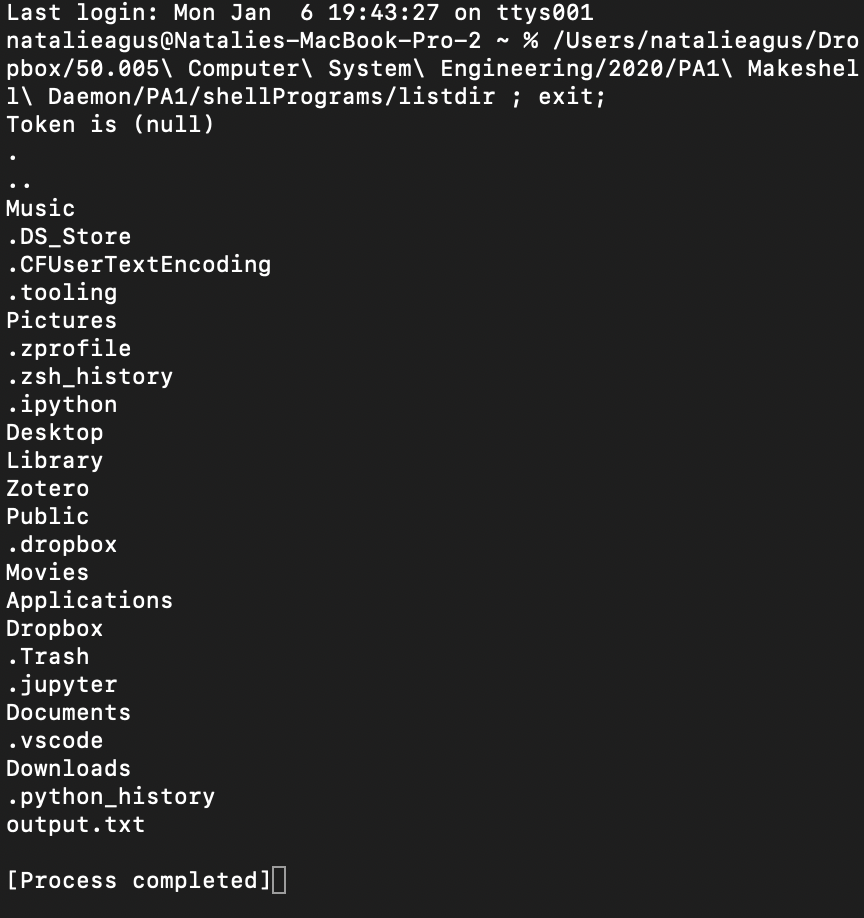 Last login: Mon Jan  6 19:43:27 on ttys001
natalieagus@Natalies-MacBook-Pro-2 ~ % /Users/natalieagus/Dro
pbox/50.005\ Computer\ System\ Engineering/2020/PA1\ Makeshel
l\ Daemon/PA1/shellPrograms/listdir ; exit;
Token is (null)
.
..
Music
.DS_Store
.CFUserTextEncoding
.tooling
Pictures
.zprofile
.zsh_history
.ipython
Desktop
Library
Zotero
Public
.dropbox
Movies
Applications
Dropbox
.Trash
.jupyter
Documents
.vscode
Downloads
.python_history
output.txt
[Process completed]